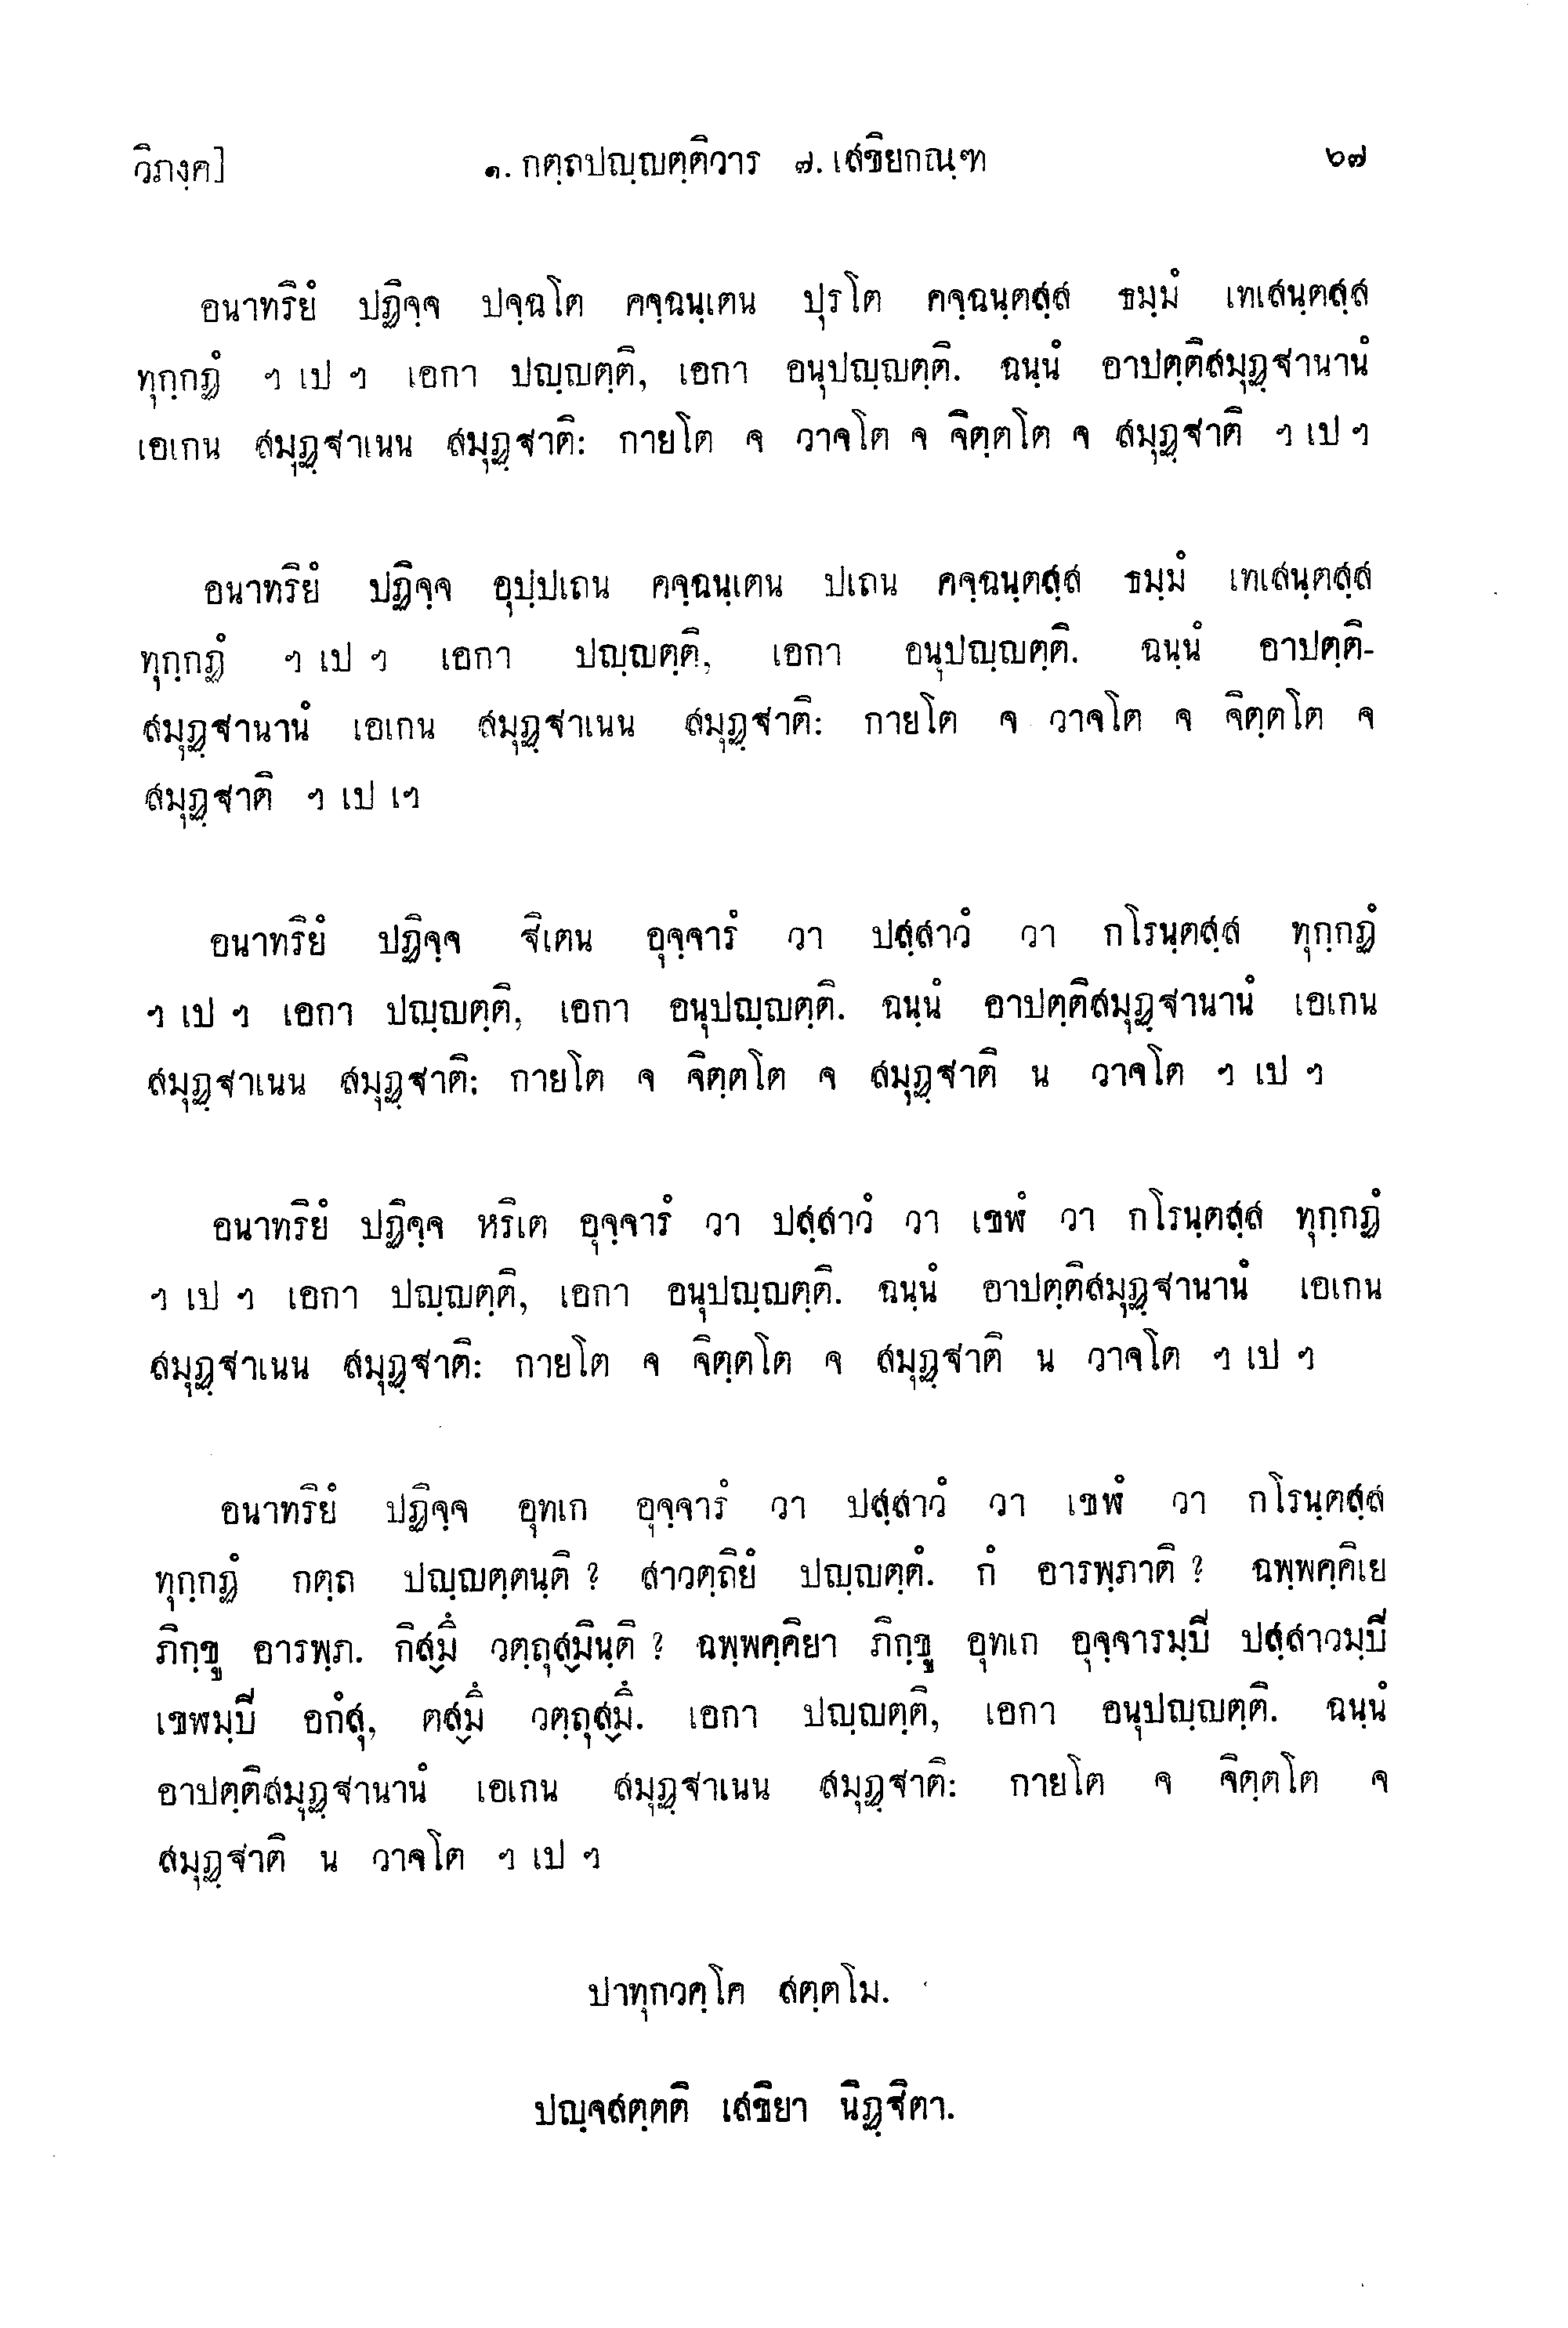 วิภงฺค]
๑. กตฺถปญฺญตฺติวาร ๗. เสขิยกณฺฑ
๖๗
อนาทริยํ ปฏิจฺจ ปจฺฉโต คจฺฉนฺเตน ปุรโต คจฺฉนฺตสฺส ธมฺมํ เทเสนฺตสฺส
ทุกฺกฏํ ฯ เป ฯ เอกา ปญฺญตฺติ, เอกา อนุปญฺญตฺติ. ฉนฺนํ อาปตฺติสมุฏฺฐานานํ
เอเกน สมุฏฺฐาเนน สมุฏฺฐาติ: กายโต จ วาจโต จ จิตฺตโต จ สมุฏฺฐาติ ฯ เป ฯ
อนาทริยํ ปฏิจฺจ อุปฺปเถน คจฺฉนฺเตน ปเถน คจฺฉนฺตสฺส ธมฺมํ เทเสนฺตสฺส
ทุกฺกฏํ ฯ เป ฯ เอกา ปญฺญตฺติ, เอกา อนุปญฺญตฺติ. ฉนฺนํ อาปตฺติ-
สมุฏฺฐานานํ เอเกน สมุฏฺฐาเนน สมุฏฺฐาติ: กายโต จ วาจโต จ จิตฺตโต จ
สมุฏฺฐาติ ฯ เป เฯ
อนาทริยํ ปฏิจฺจ ฐิเตน อุจฺจารํ วา ปสฺสาวํ วา กโรนฺตสฺส ทุกฺกฏํ
ฯ เป ฯ เอกา ปญฺญตฺติ, เอกา อนุปญฺญตฺติ. ฉนฺนํ อาปตฺติสมุฏฺฐานานํ เอเกน
สมุฏฺฐาเนน สมุฏฺฐาติ: กายโต จ จิตฺตโต จ สมุฏฺฐาติ น วาจโต ฯ เป ฯ
อนาทริยํ ปฏิจฺจ หริเต อุจฺจารํ วา ปสฺสาวํ วา เขฬํ วา กโรนฺตสฺส ทุกฺกฏํ
ฯ เป ฯ เอกา ปญฺญตฺติ, เอกา อนุปญฺญตฺติ. ฉนฺนํ อาปตฺติสมุฏฺฐานานํ เอเกน
สมุฏฺฐาเนน สมุฏฺฐาติ: กายโต จ จิตฺตโต จ สมุฏฺฐาติ น วาจโต ฯ เป ฯ
อนาทริยํ ปฏิจฺจ อุทเก อุจฺจารํ วา ปสฺสาวํ วา เขฬํ วา กโรนฺตสฺส
ทุกฺกฏํ กตฺถ ปญฺญตฺตนฺติ ? สาวตฺถิยํ ปญฺญตฺตํ. กํ อารพฺภาติ ? ฉพฺพคฺคิเย
ภิกฺขู อารพฺภ. กิสฺมึ วตฺถุสฺมินฺติ ? ฉพฺพคฺคิยา ภิกฺขู อุทเก อุจฺจารมฺปิ ปสฺสาวมฺปิ
เขฬมฺปิ อกํสุ, ตสฺมึ วตฺถุสฺมึ. เอกา ปญฺญตฺติ, เอกา อนุปญฺญตฺติ. ฉนฺนํ
อาปตฺติสมุฏฺฐานานํ เอเกน สมุฏฺฐาเนน สมุฏฺฐาติ: กายโต จ จิตฺตโต จ
สมุฏฺฐาติ น วาจโต ฯ เป ฯ
ปาทุกวคฺโค สตฺตโม.
ปญฺจสตฺตติ เสขิยา นิฏฺฐิตา.